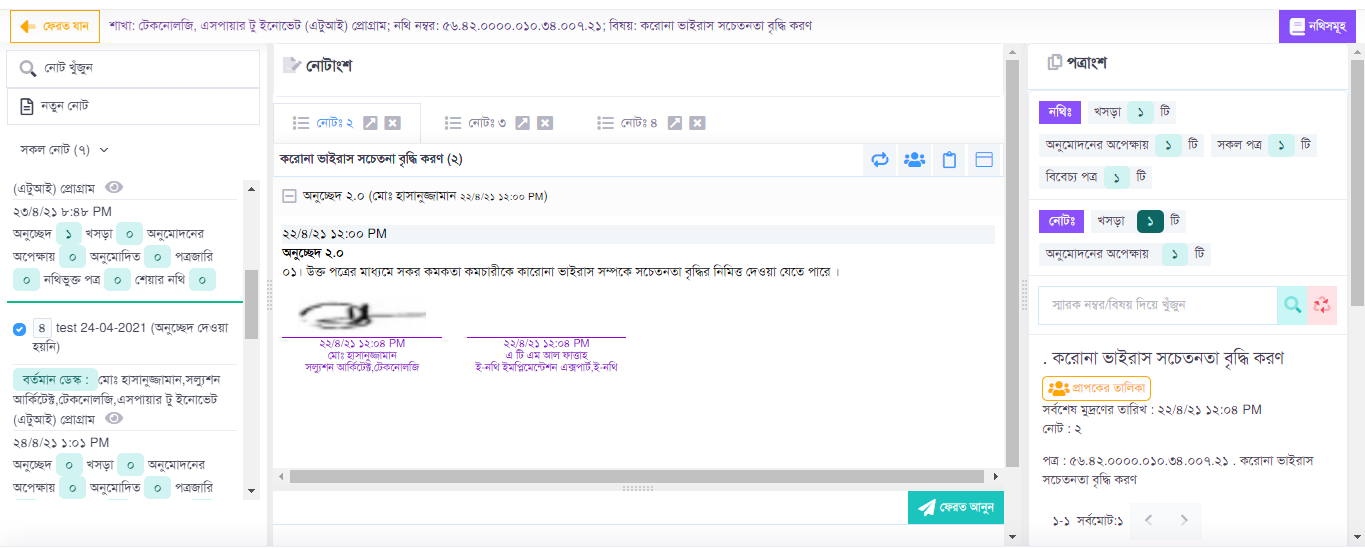 ফেরত যান
শাখা: টেকনোলজি, এসপায়ার টু ইনোভেট (এটুআই) প্রোগ্রাম; নথি নম্বর: ৫৬.৪২.০০০০.০১০.৩৪.০০৭.২১; বিষয়: করোনা ভাইরাস সচেতনতা বৃদ্ধি করণ
নথিসমূহ
নোট খুঁজুন
নতুন নোট
সকল নোট (৭)
(এটুআই) প্রোগ্রাম
২৩/৪/২১ ৮:৪৮ PM
অনুচ্ছেদ ১ খসড়া ০ অনুমোদনের
অপেক্ষায় ০ অনুমোদিত ০ পত্রজারি
০ নথিভুক্ত পত্র ০ শেয়ার নথি ০
৪ test 24-04-2021 (অনুচ্ছেদ দেওয়া
হয়নি)
বর্তমান ডেস্ক : মোঃ হাসানুজ্জামান,সল্যুশন
আর্কিটেক্ট,টেকনোলজি,এসপায়ার টু ইনোভেট
(এটুআই) প্রোগ্রাম
২৪/৪/২১ ১:০১ PM
অনুচ্ছেদ ০ খসড়া ০ অনুমোদনের
অপেক্ষায় ০ অনুমোদিত ০ পত্রজারি
নোটাংশ
নোটঃ ২
নোটঃ ৩
নোটঃ ৪
করোনা ভাইরাস সচেতনা বৃদ্ধি করণ (২)
অনুচ্ছেদ ২.০ (মোঃ হাসানুজ্জামান ২২/৪/২১ ১২:০০ PM)
২২/৪/২১ ১২:০০ PM
অনুচ্ছেদ ২.০
০১। উক্ত পত্রের মাধ্যমে সকর কমকতা কমচারীকে কারোনা ভাইরাস সম্পকে সচেতনতা বৃদ্ধির নিমিত্ত দেওয়া যেতে পারে ।
২২/৪/২১ ১২:০৪ PM
মোঃ হাসানুজ্জামান
সল্যুশন আর্কিটেক্ট,টেকনোলজি
২২/৪/২১ ১২:০৪ PM
এ টি এম আল ফাত্তাহ
ই-নথি ইমপ্লিমেন্টেশন এক্সপার্ট,ই-নথি
ফেরত আনুন
পত্রাংশ
নথিঃ খসড়া ১ টি
অনুমোদনের অপেক্ষায় ১ টি সকল পত্র ১ টি
বিবেচ্য পত্র ১ টি
নোটঃ খসড়া ১ টি
অনুমোদনের অপেক্ষায় ১ টি
স্মারক নম্বর/বিষয় দিয়ে খুঁজুন
. করোনা ভাইরাস সচেতনতা বৃদ্ধি করণ
প্রাপকের তালিকা
সর্বশেষ মুদ্রণের তারিখ : ২২/৪/২১ ১২:০৪ PM
নোট : ২
পত্র : ৫৬.৪২.০০০০.০১০.৩৪.০০৭.২১ . করোনা ভাইরাস
সচেতনতা বৃদ্ধি করণ
১-১ সর্বমোট:১